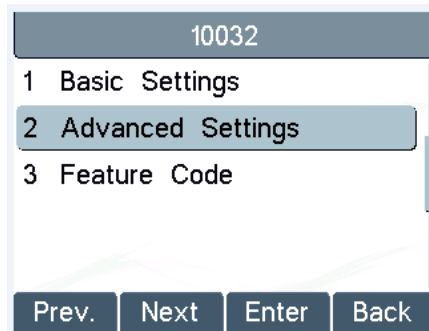 10032
1 Basic Settings
2 Advanced Settings
3 Feature Code
Prev. Next Enter Back